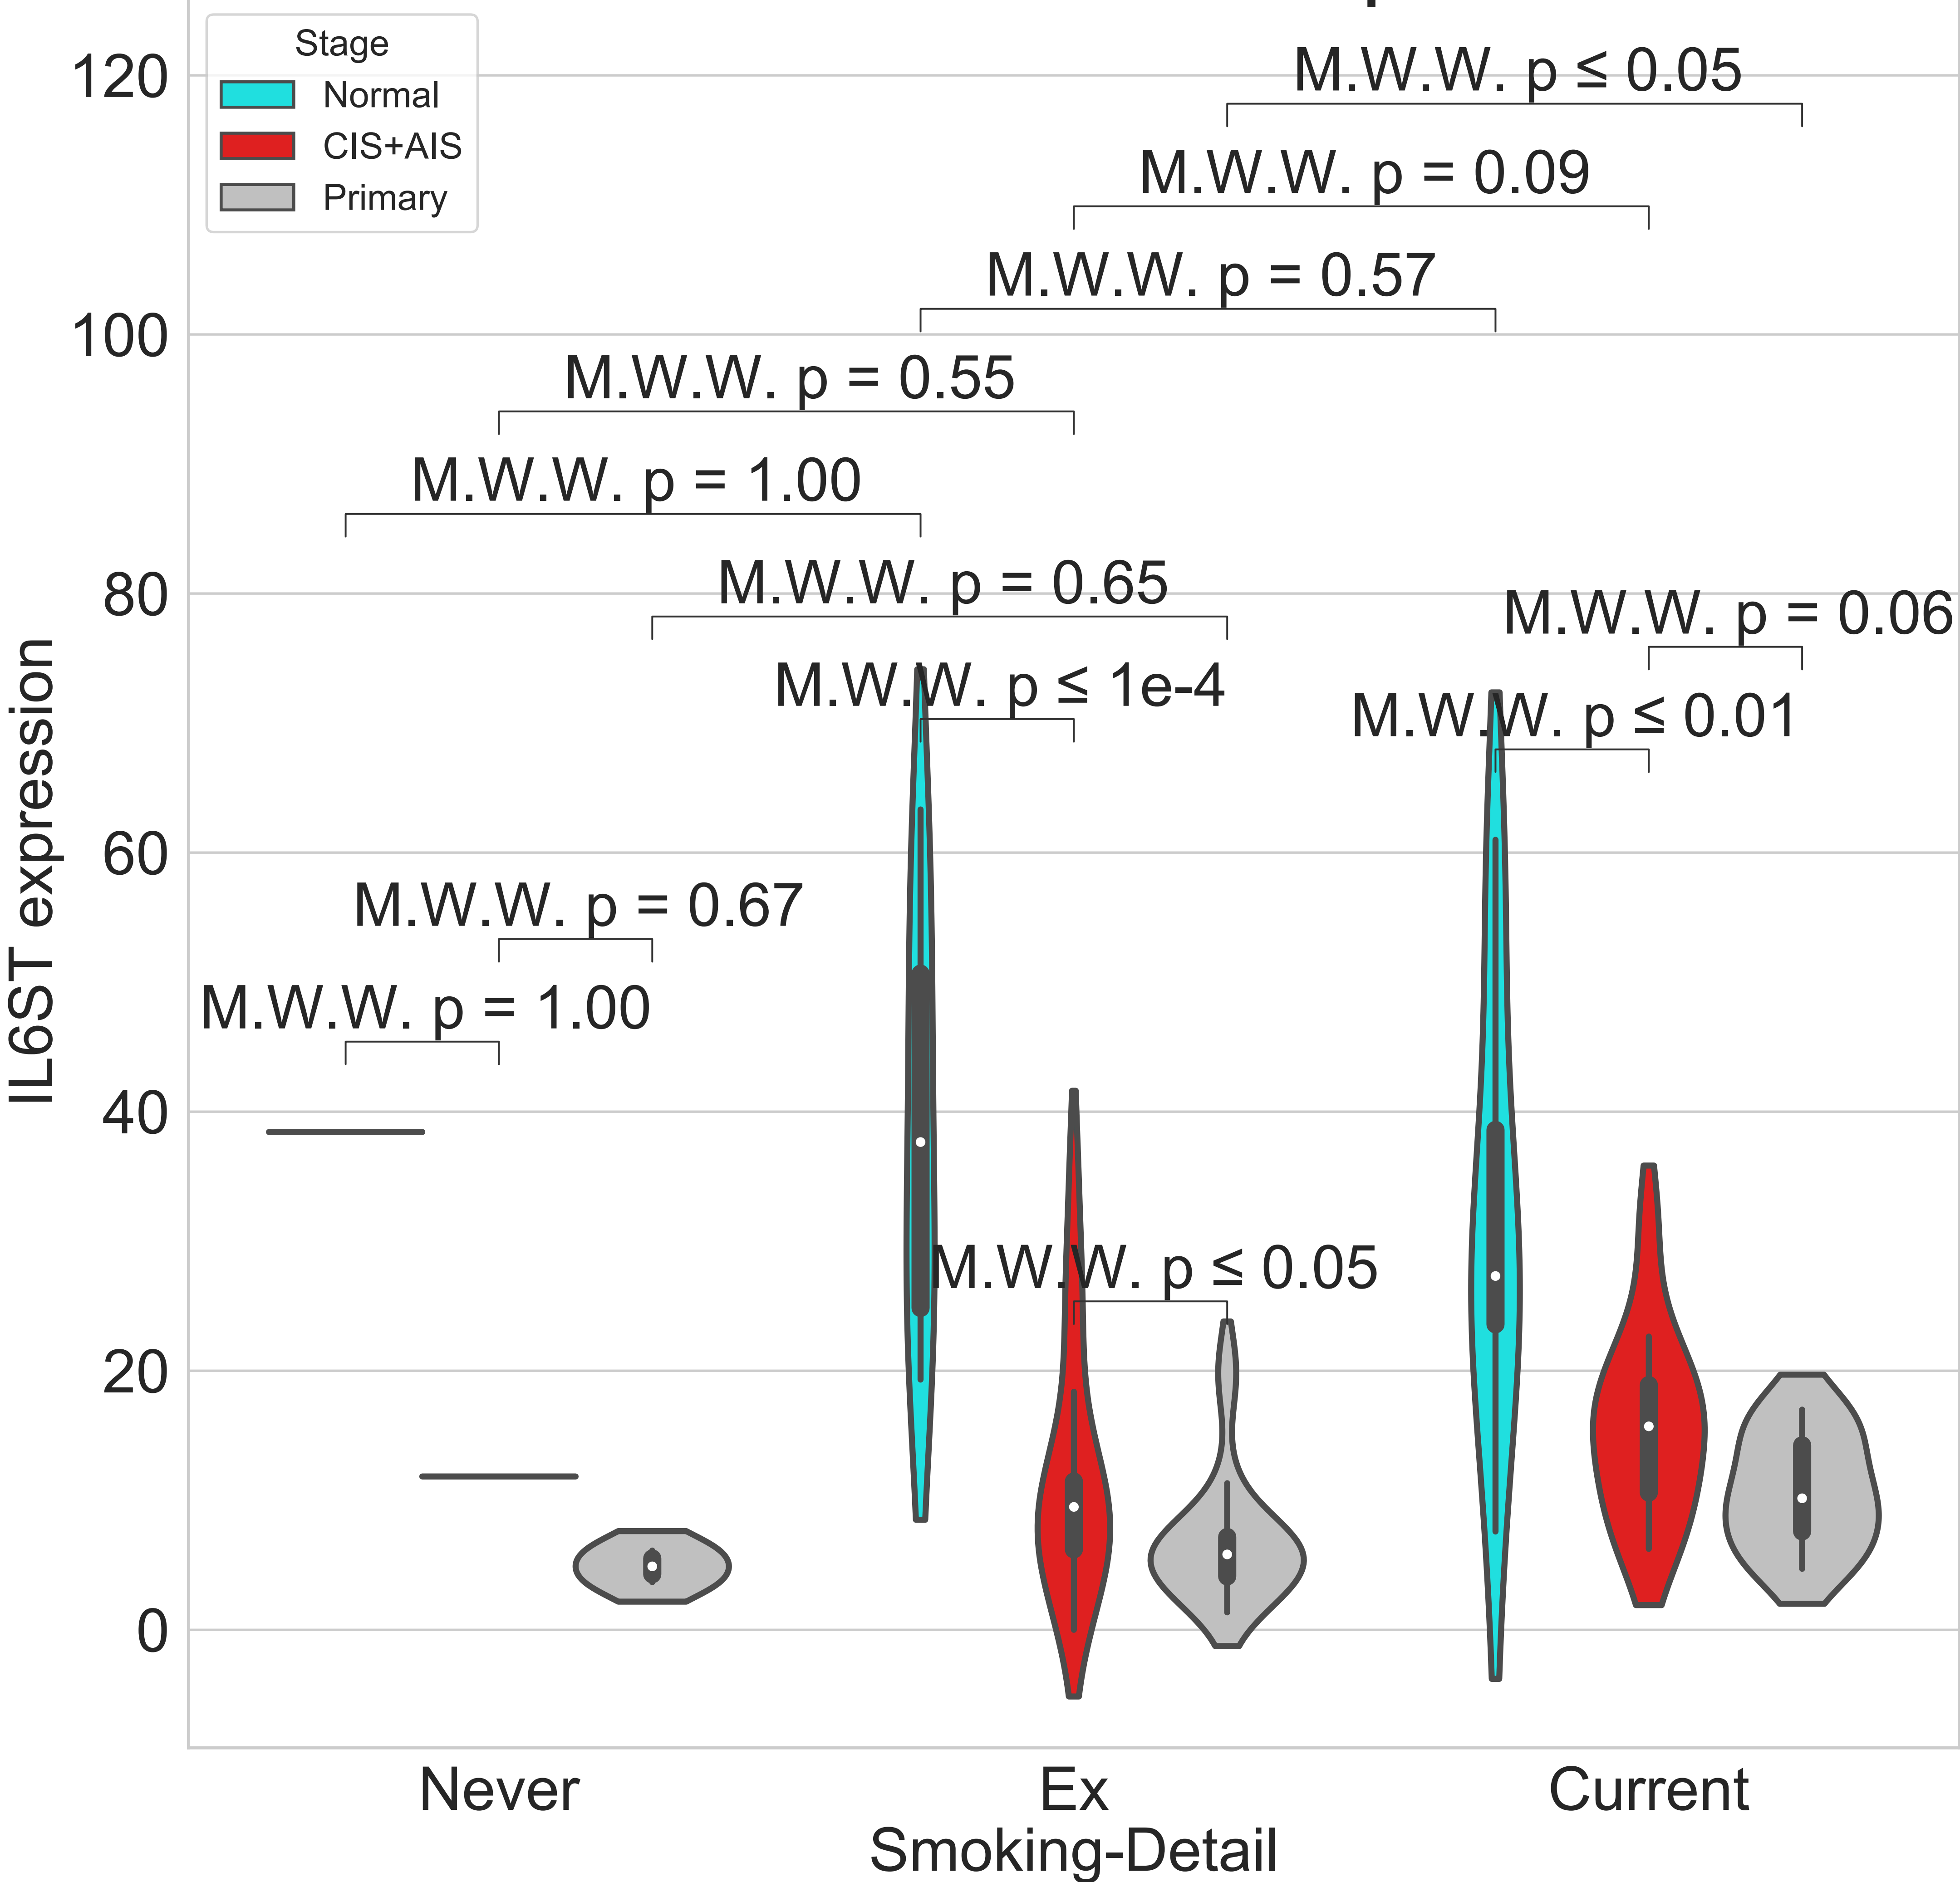 Stage
Normal
CIS+AIS
Primary
120
100
80
60
40
20
0
IL6ST expression
M.W.W. p ≤ 0.05
M.W.W. p = 0.09
M.W.W. p = 0.57
M.W.W. p = 0.55
M.W.W. p = 1.00
M.W.W. p = 0.65
M.W.W. p = 0.06
M.W.W. p ≤ 1e-4
M.W.W. p ≤ 0.01
M.W.W. p = 0.67
M.W.W. p = 1.00
M.W.W. p ≤ 0.05
Never
Ex
Current
Smoking-Detail